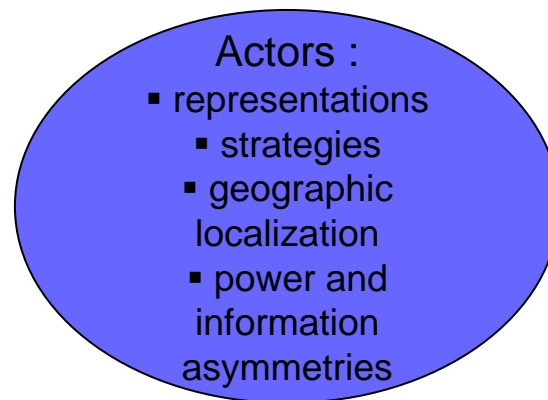 Actors :
▪ representations
▪ strategies
▪ geographic
localization
▪ power and
information
asymmetries